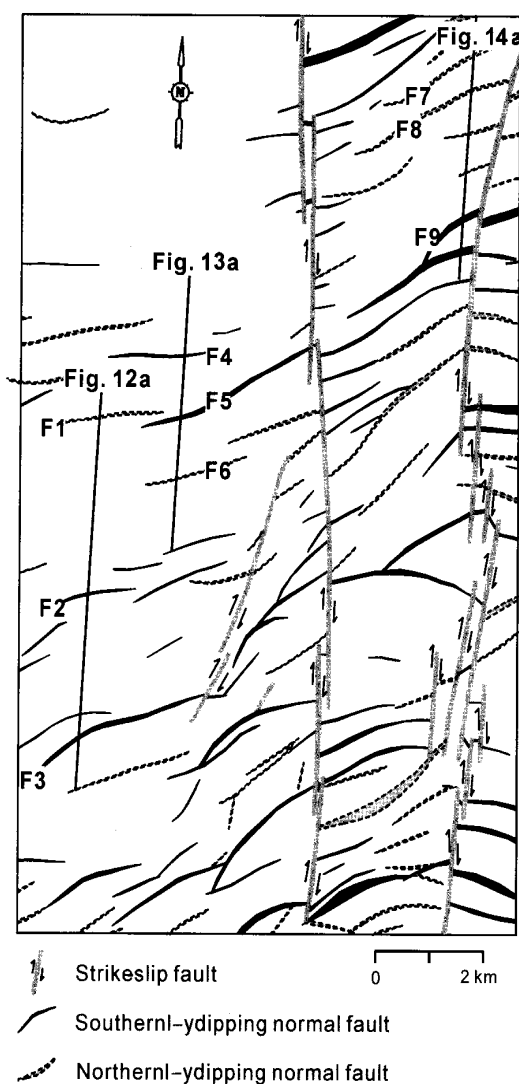 Fig. 14a
F7
N
F8
F9
Fig. 13a
F4
Fig. 12a
F5
F1
F6
F2
F3
Strikeslip fault
0 2 km
Southernl-ydipping normal fault
Northernl-ydipping normal fault